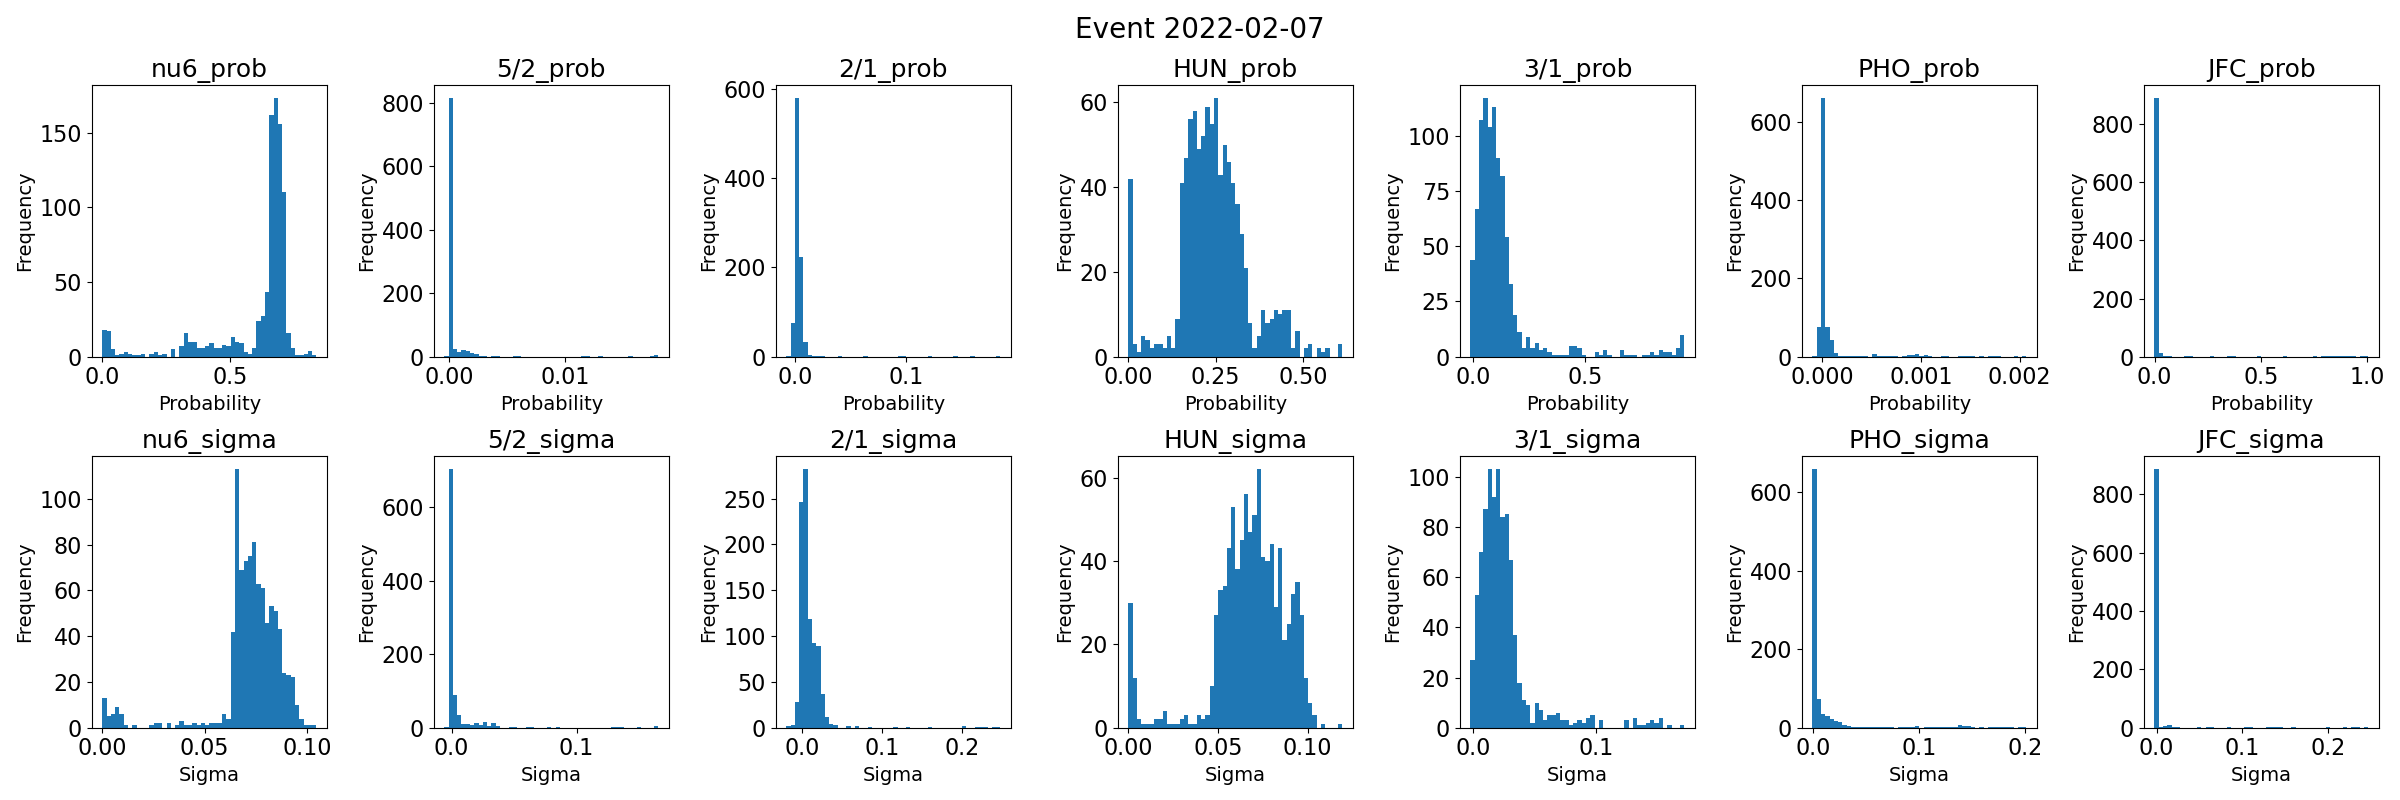 Event 2022-02-07
nu6_prob
5/2_prob
2/1_prob
HUN_prob
3/1_prob
PHO_prob
JFC_prob
Frequency
150
100
50
0
0.0 0.5
Probability
Frequency
800
600
400
200
0
0.00 0.01
Probability
Frequency
600
400
200
0
0.0 0.1
Probability
Frequency
60
40
20
0
0.00 0.25 0.50
Probability
Frequency
100
75
50
25
0
0.0 0.5
Probability
Frequency
600
400
200
0
0.000 0.001 0.002
Probability
Frequency
800
600
400
200
0
0.0 0.5 1.0
Probability
nu6_sigma
5/2_sigma
2/1_sigma
HUN_sigma
3/1_sigma
PHO_sigma
JFC_sigma
Frequency
100
80
60
40
20
0
0.00 0.05 0.10
Sigma
Frequency
600
400
200
0
0.0 0.1
Sigma
Frequency
250
200
150
100
50
0
0.0 0.1 0.2
Sigma
Frequency
60
40
20
0
0.00 0.05 0.10
Sigma
Frequency
100
80
60
40
20
0
0.0 0.1
Sigma
Frequency
600
400
200
0
0.0 0.1 0.2
Sigma
Frequency
800
600
400
200
0
0.0 0.1 0.2
Sigma